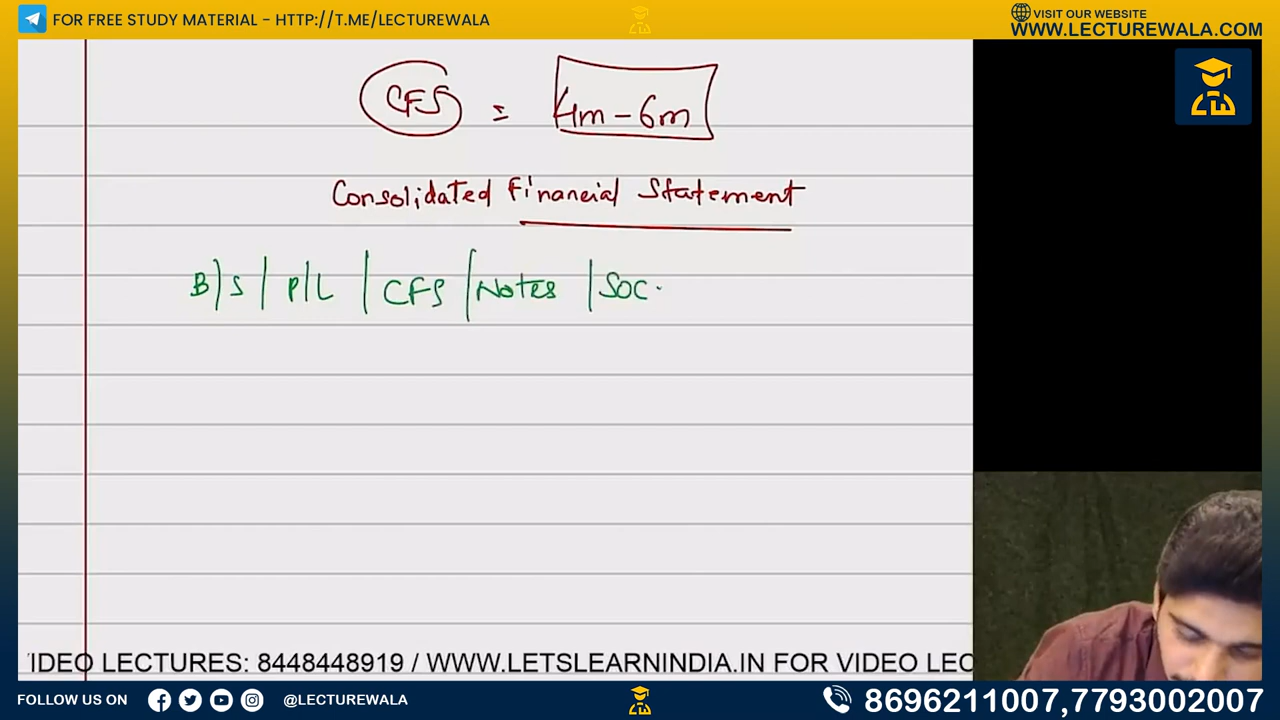 FOR FREE STUDY MATERIAL - HTTP://T.ME/LECTUREWALA
VISIT OUR WEBSITE
WWW.LECTUREWALA.COM
CFS = 4m - 6m
Consolidated Financial Statement
B/S | P/L | CFS | Notes | SOC.
IDEO LECTURES: 8448448919 / WWW.LETSLEARNINDIA.IN FOR VIDEO LEC
FOLLOW US ON @LECTUREWALA 8696211007,7793002007